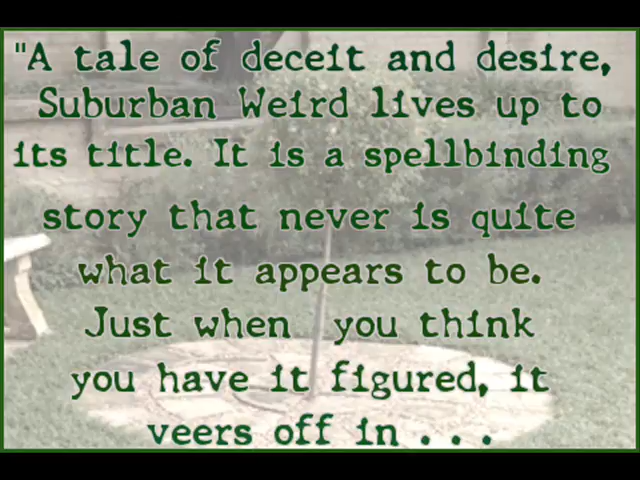 "A tale of deceit and desire,
Suburban Weird lives up to
its title. It is a spellbinding
story that never is quite
what it appears to be.
Just when you think
you have it figured, it
veers off in . . .